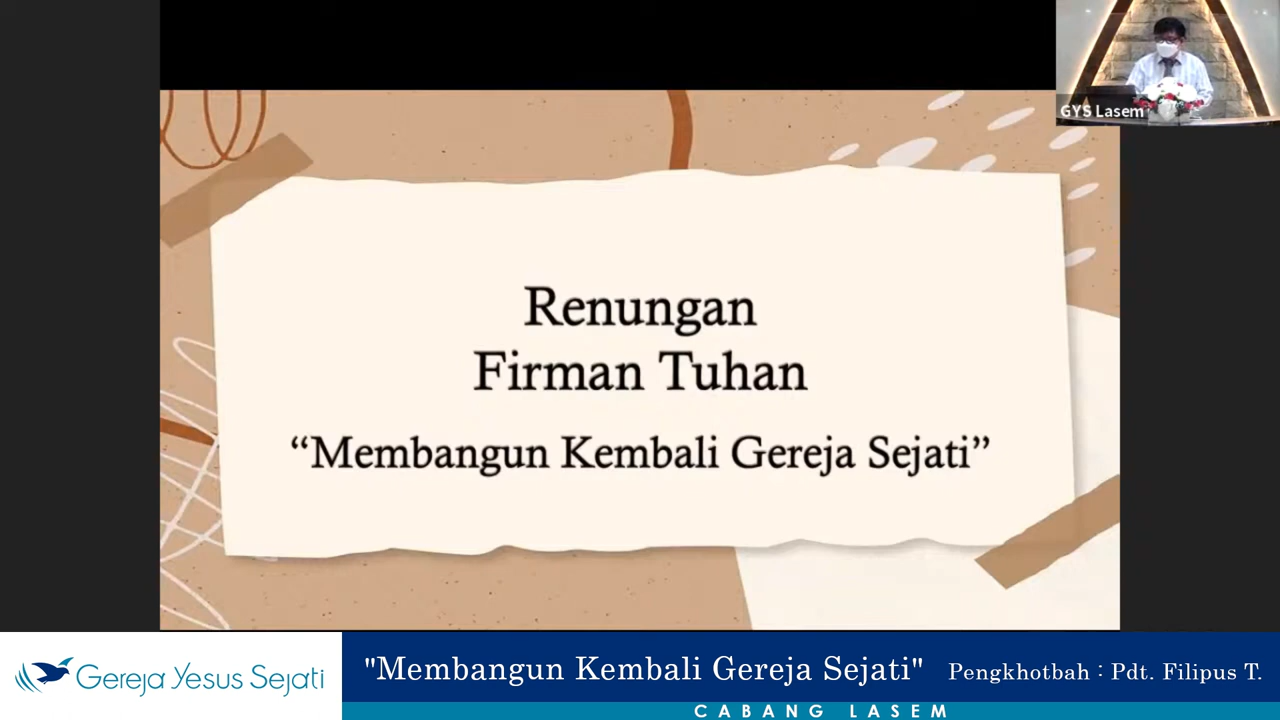 GYS Lasem
Renungan
Firman Tuhan
“Membangun Kembali Gereja Sejati”
Gereja Yesus Sejati
"Membangun Kembali Gereja Sejati" Pengkhotbah : Pdt. Filipus T.
CABANG LASEM